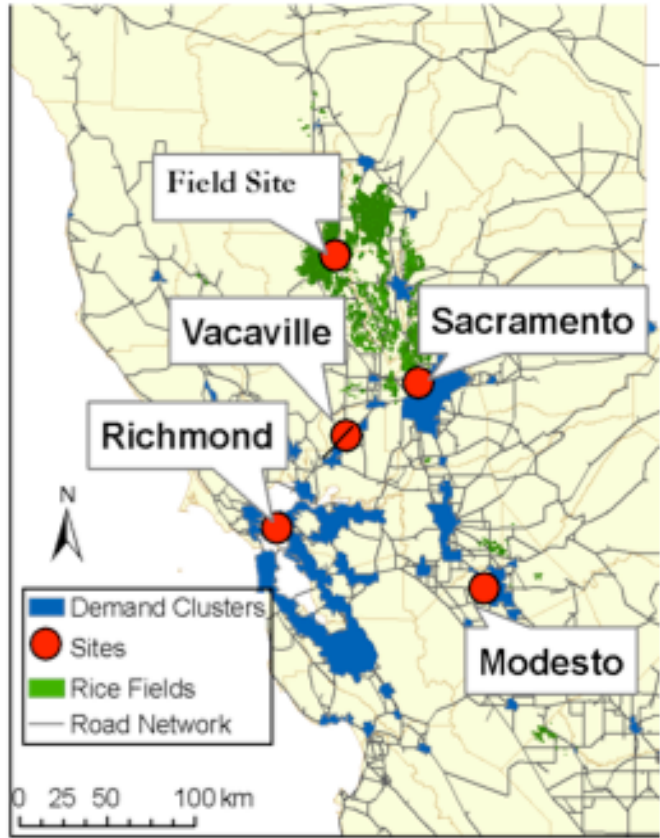 Field Site
Vacaville
Sacramento
Richmond
N
Demand Clusters
Sites
Rice Fields
Road Network
Modesto
0 25 50 100 km